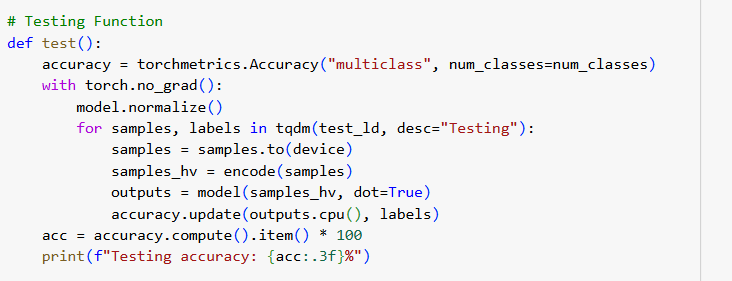 # Testing Function
def test():
    accuracy = torchmetrics.Accuracy("multiclass", num_classes=num_classes)
    with torch.no_grad():
        model.normalize()
        for samples, labels in tqdm(test_ld, desc="Testing"):
            samples = samples.to(device)
            samples_hv = encode(samples)
            outputs = model(samples_hv, dot=True)
            accuracy.update(outputs.cpu(), labels)
    acc = accuracy.compute().item() * 100
    print(f"Testing accuracy: {acc:.3f}%")